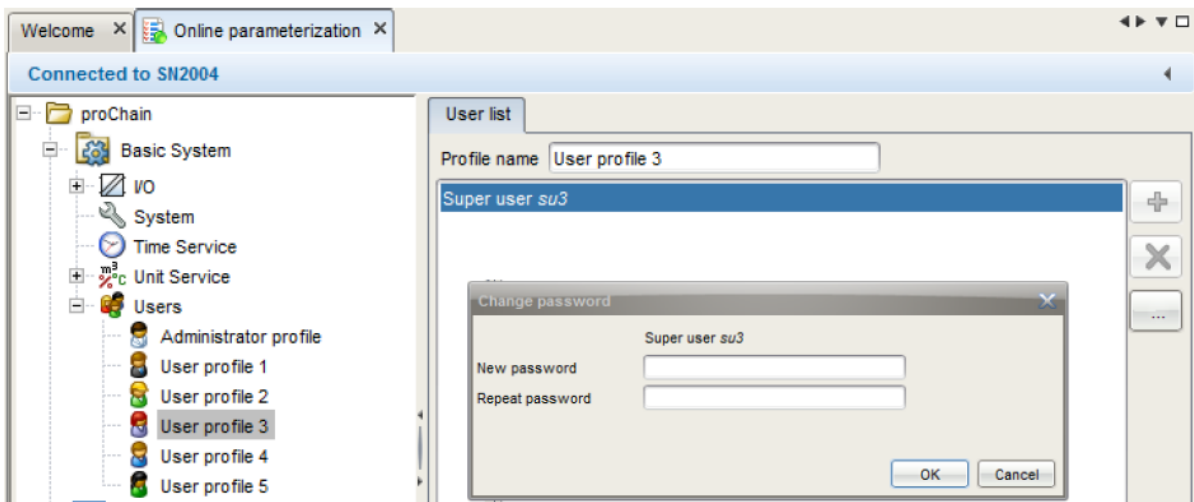 Welcome
Online parameterization
Connected to SN2004
proChain
Basic System
I/O
System
Time Service
m³ % °C Unit Service
Users
Administrator profile
User profile 1
User profile 2
User profile 3
User profile 4
User profile 5
User list
Profile name User profile 3
Super user su3
...
Change password
Super user su3
New password
Repeat password
OK Cancel